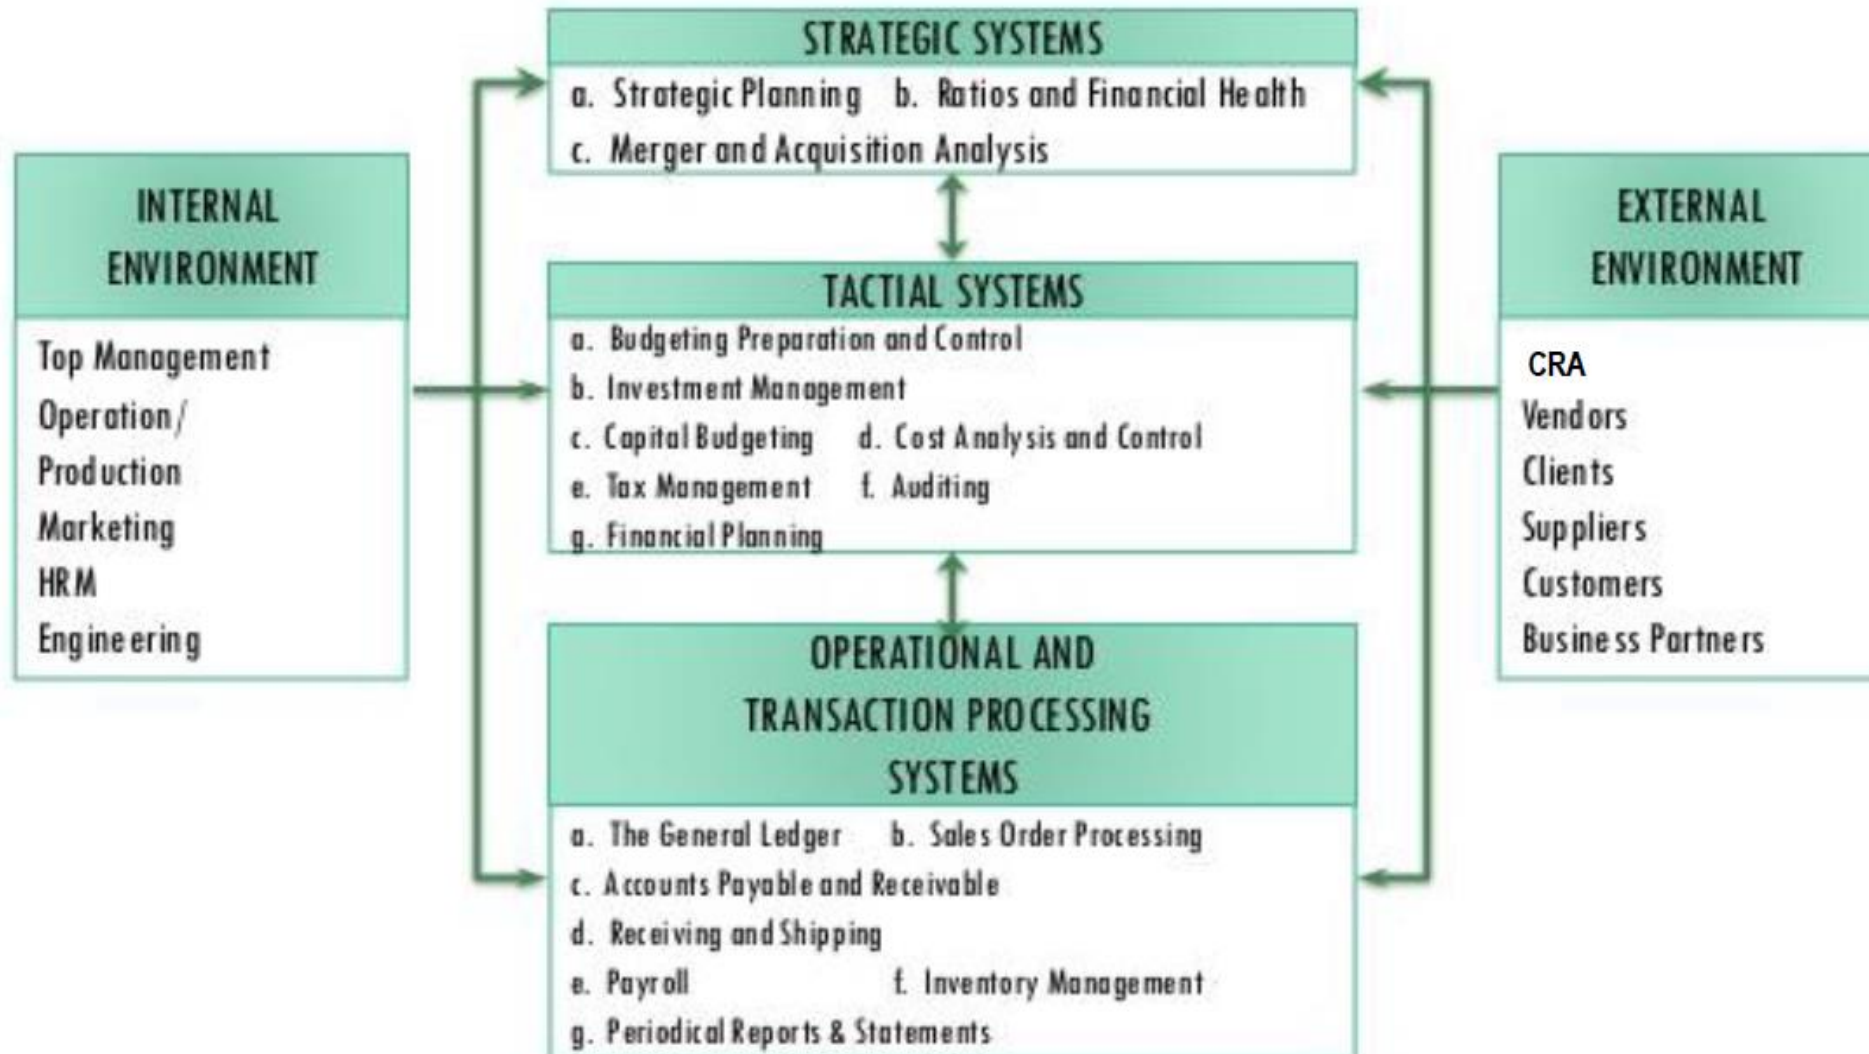 STRATEGIC SYSTEMS
a. Strategic Planning b. Ratios and Financial Health
c. Merger and Acquisition Analysis
INTERNAL
ENVIRONMENT
Top Management
Operation/
Production
Marketing
HRM
Engineering
TACTIAL SYSTEMS
a. Budgeting Preparation and Control
b. Investment Management
c. Capital Budgeting d. Cost Analysis and Control
e. Tax Management f. Auditing
g. Financial Planning
EXTERNAL
ENVIRONMENT
CRA
Vendors
Clients
Suppliers
Customers
Business Partners
OPERATIONAL AND
TRANSACTION PROCESSING
SYSTEMS
a. The General Ledger b. Sales Order Processing
c. Accounts Payable and Receivable
d. Receiving and Shipping
e. Payroll f. Inventory Management
g. Periodical Reports & Statements